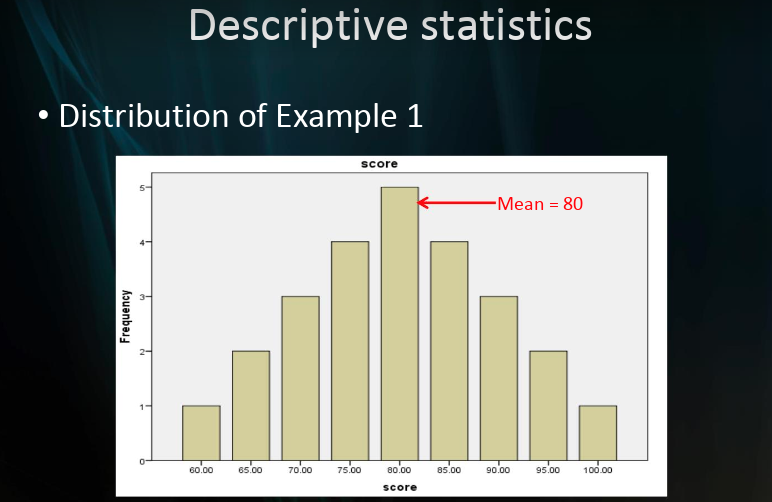 Descriptive statistics
• Distribution of Example 1
score
Mean = 80
Frequency
5
4
3
2
1
0
60.00 65.00 70.00 75.00 80.00 85.00 90.00 95.00 100.00
score